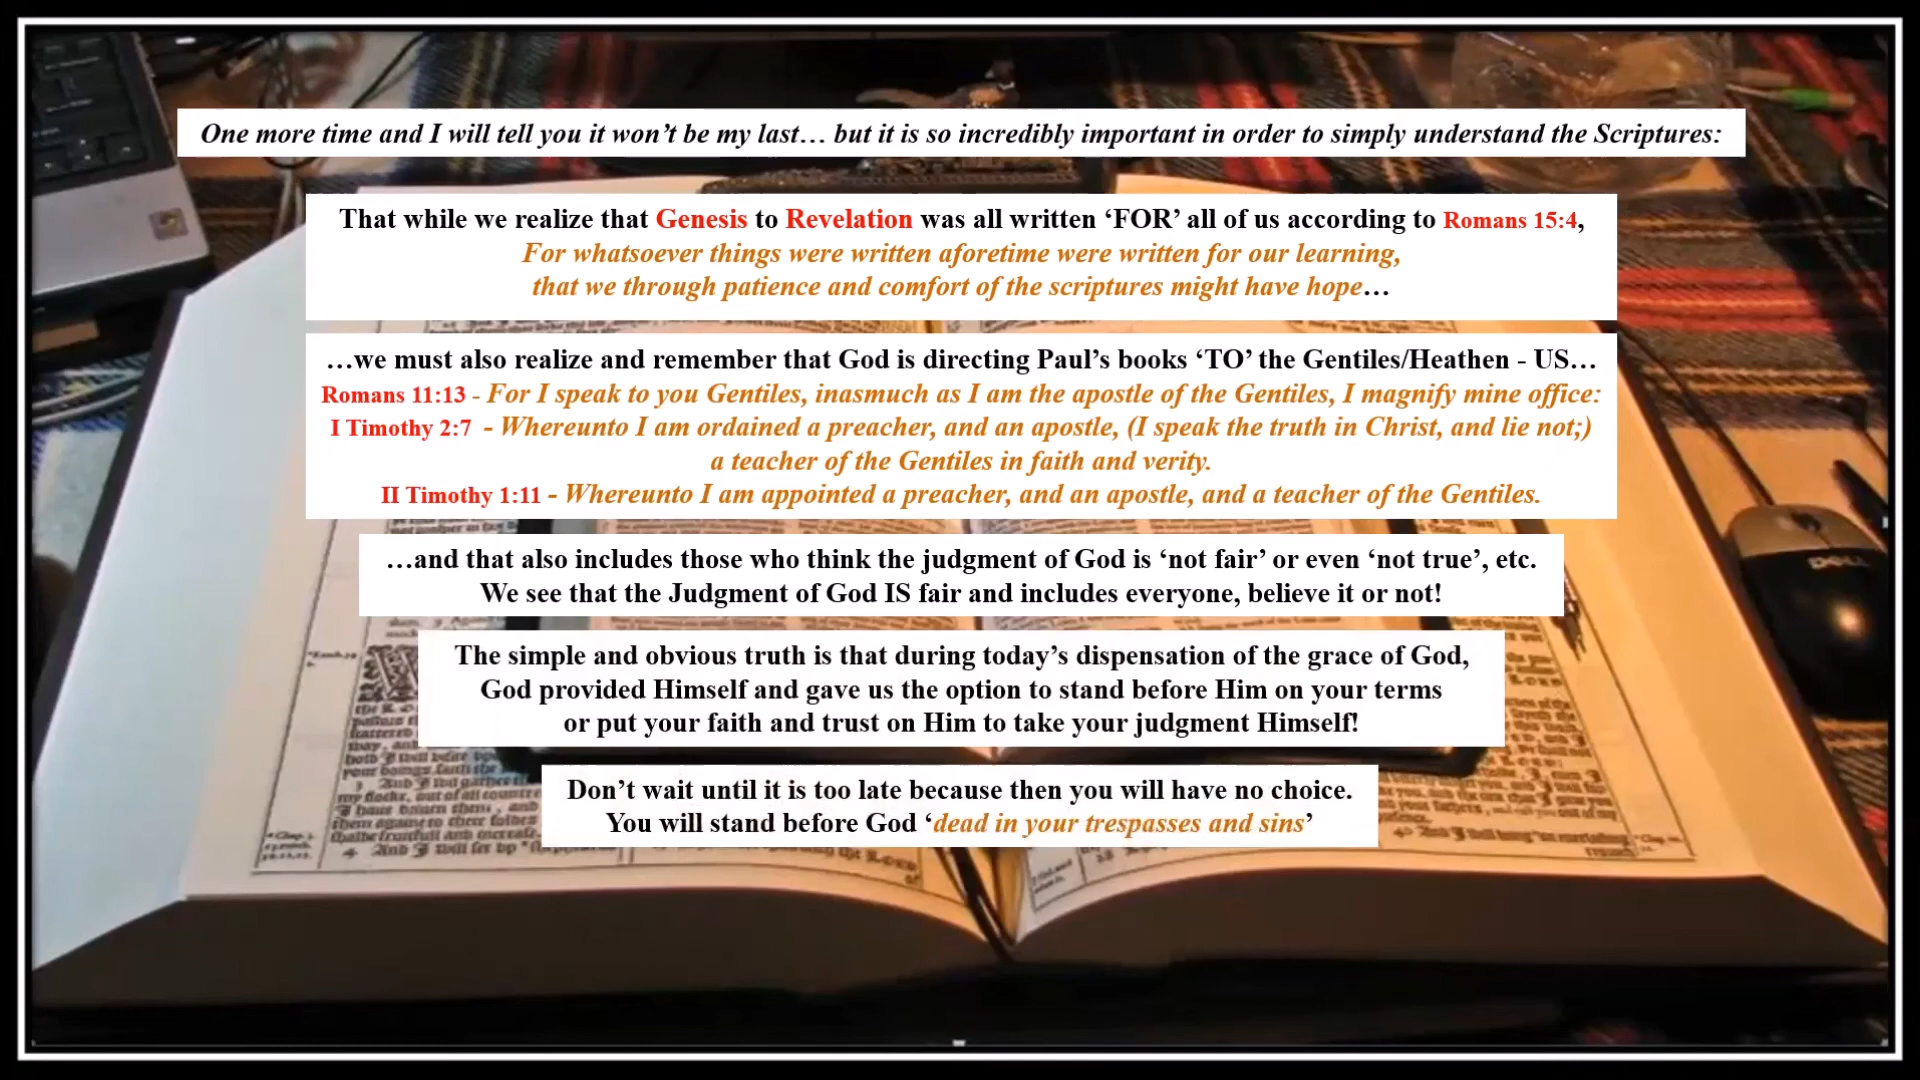 One more time and I will tell you it won’t be my last… but it is so incredibly important in order to simply understand the Scriptures:
That while we realize that Genesis to Revelation was all written ‘FOR’ all of us according to Romans 15:4,
For whatsoever things were written aforetime were written for our learning,
that we through patience and comfort of the scriptures might have hope…
…we must also realize and remember that God is directing Paul’s books ‘TO’ the Gentiles/Heathen - US…
Romans 11:13 - For I speak to you Gentiles, inasmuch as I am the apostle of the Gentiles, I magnify mine office:
I Timothy 2:7 - Whereunto I am ordained a preacher, and an apostle, (I speak the truth in Christ, and lie not;)
a teacher of the Gentiles in faith and verity.
II Timothy 1:11 - Whereunto I am appointed a preacher, and an apostle, and a teacher of the Gentiles.
…and that also includes those who think the judgment of God is ‘not fair’ or even ‘not true’, etc.
We see that the Judgment of God IS fair and includes everyone, believe it or not!
The simple and obvious truth is that during today’s dispensation of the grace of God,
God provided Himself and gave us the option to stand before Him on your terms
or put your faith and trust on Him to take your judgment Himself!
Don’t wait until it is too late because then you will have no choice.
You will stand before God ‘dead in your trespasses and sins’
DELL